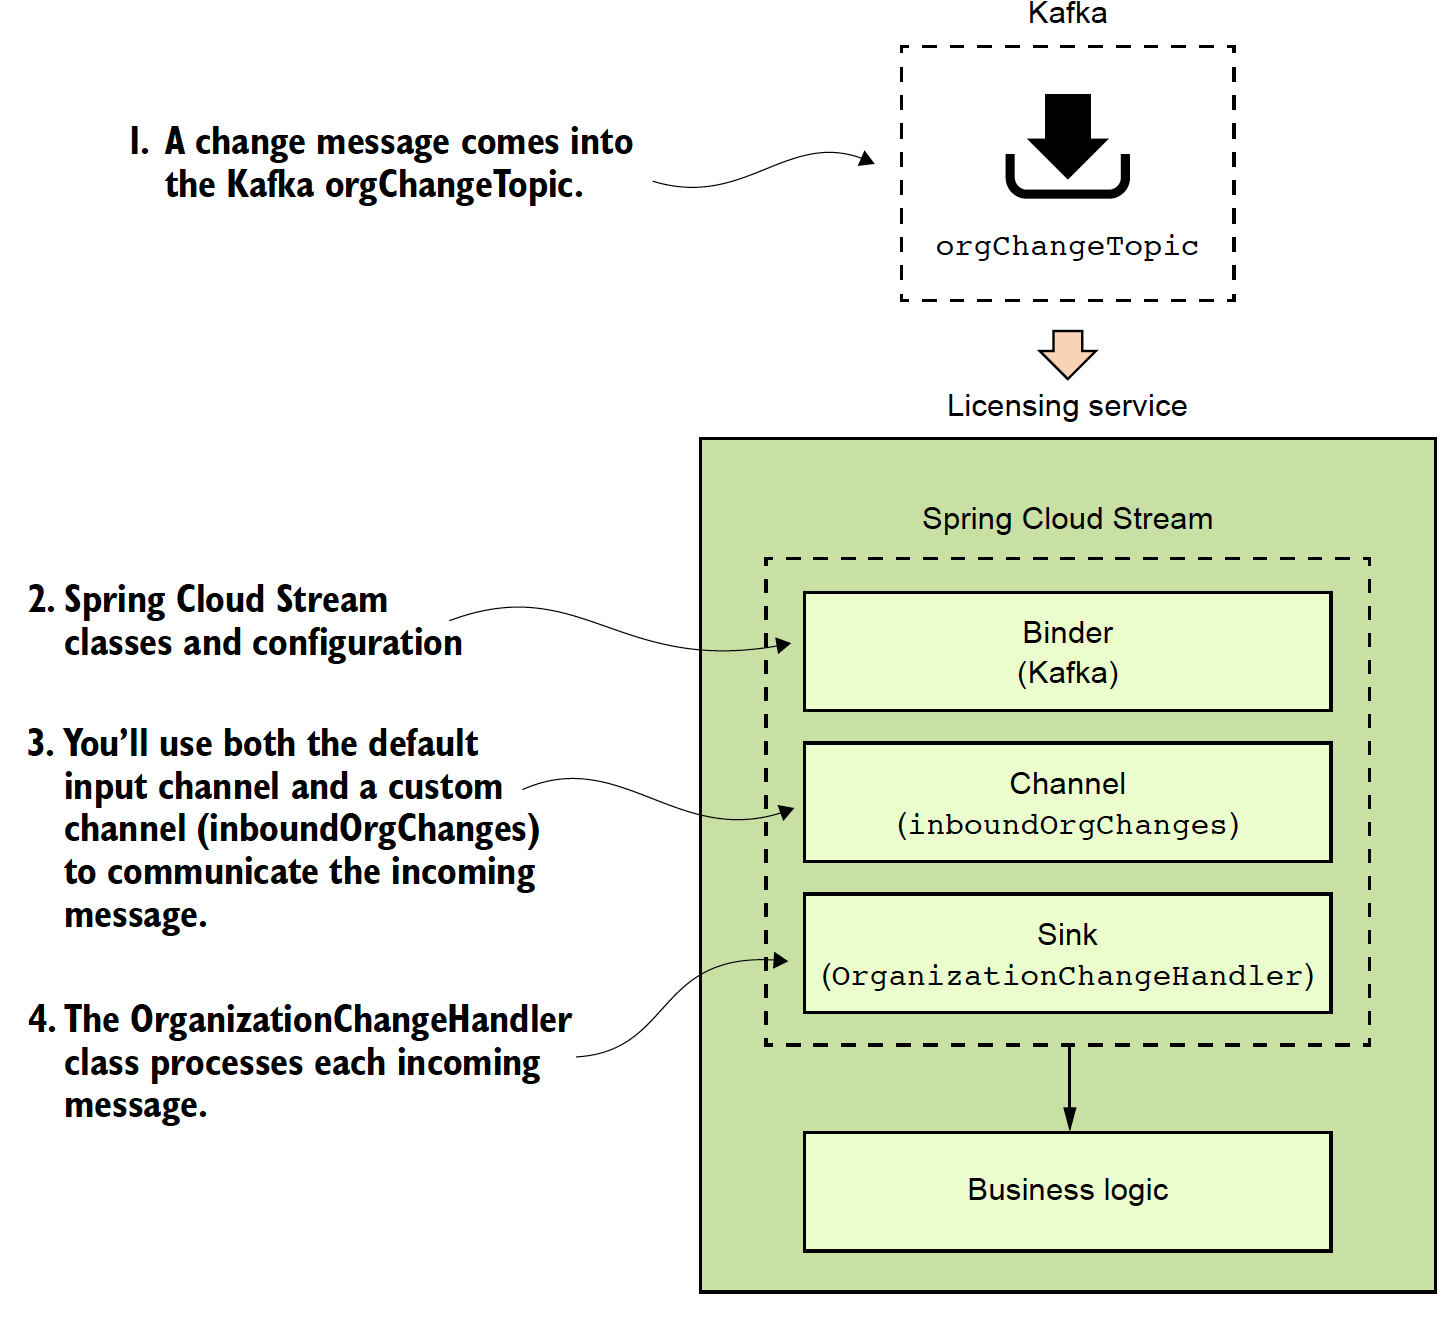 Kafka
1. A change message comes into
the Kafka orgChangeTopic.
orgChangeTopic
Licensing service
Spring Cloud Stream
2. Spring Cloud Stream
classes and configuration
Binder
(Kafka)
3. You’ll use both the default
input channel and a custom
channel (inboundOrgChanges)
to communicate the incoming
message.
Channel
(inboundOrgChanges)
Sink
(OrganizationChangeHandler)
4. The OrganizationChangeHandler
class processes each incoming
message.
Business logic